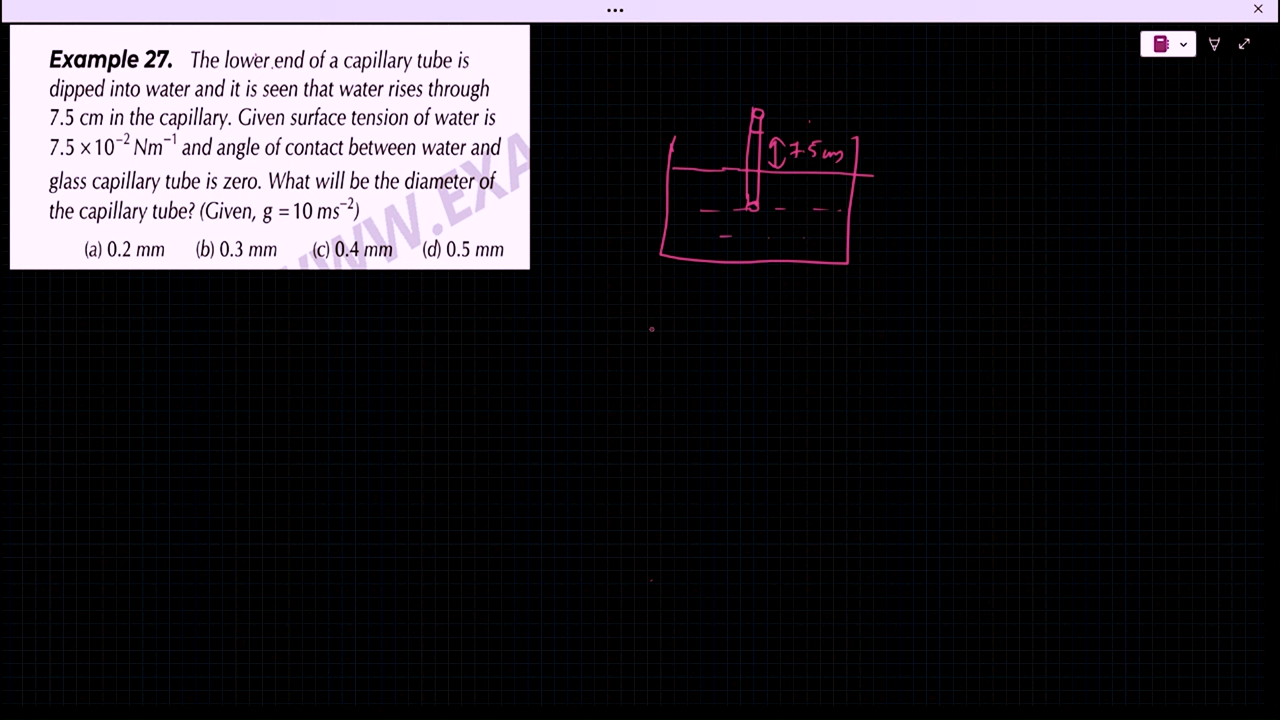 Example 27. The lower end of a capillary tube is
dipped into water and it is seen that water rises through
7.5 cm in the capillary. Given surface tension of water is
7.5 × 10⁻² Nm⁻¹ and angle of contact between water and
glass capillary tube is zero. What will be the diameter of
the capillary tube? (Given, g = 10 ms⁻²)
(a) 0.2 mm (b) 0.3 mm (c) 0.4 mm (d) 0.5 mm
WWW.EXA
7.5 cm